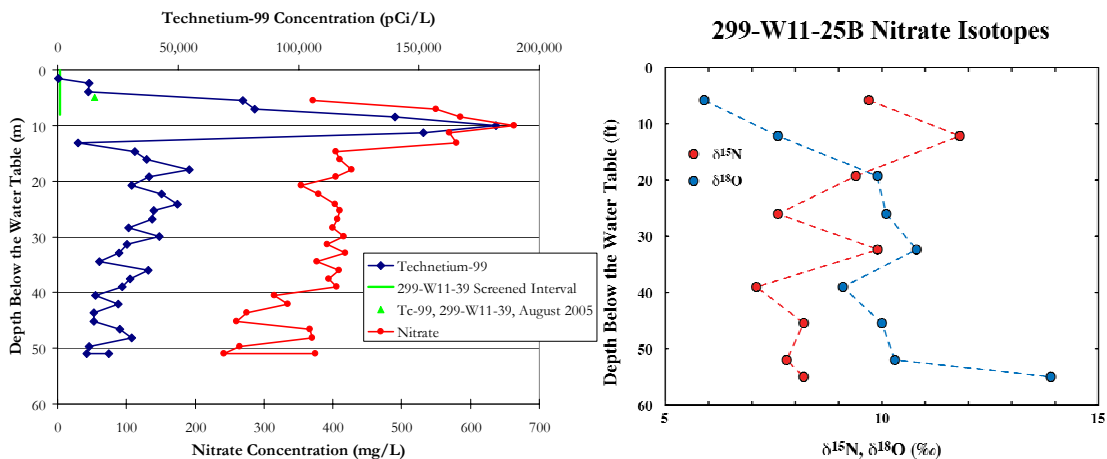 Technetium-99 Concentration (pCi/L)
0 50,000 100,000 150,000 200,000
0
10
20
30
40
50
60
Depth Below the Water Table (m)
Technetium-99
299-W11-39 Screened Interval
Tc-99, 299-W11-39, August 2005
Nitrate
0 100 200 300 400 500 600 700
Nitrate Concentration (mg/L)
299-W11-25B Nitrate Isotopes
0
10
20
30
40
50
60
Depth Below the Water Table (ft)
δ¹⁵N
δ¹⁸O
5 10 15
δ¹⁵N, δ¹⁸O (‰)